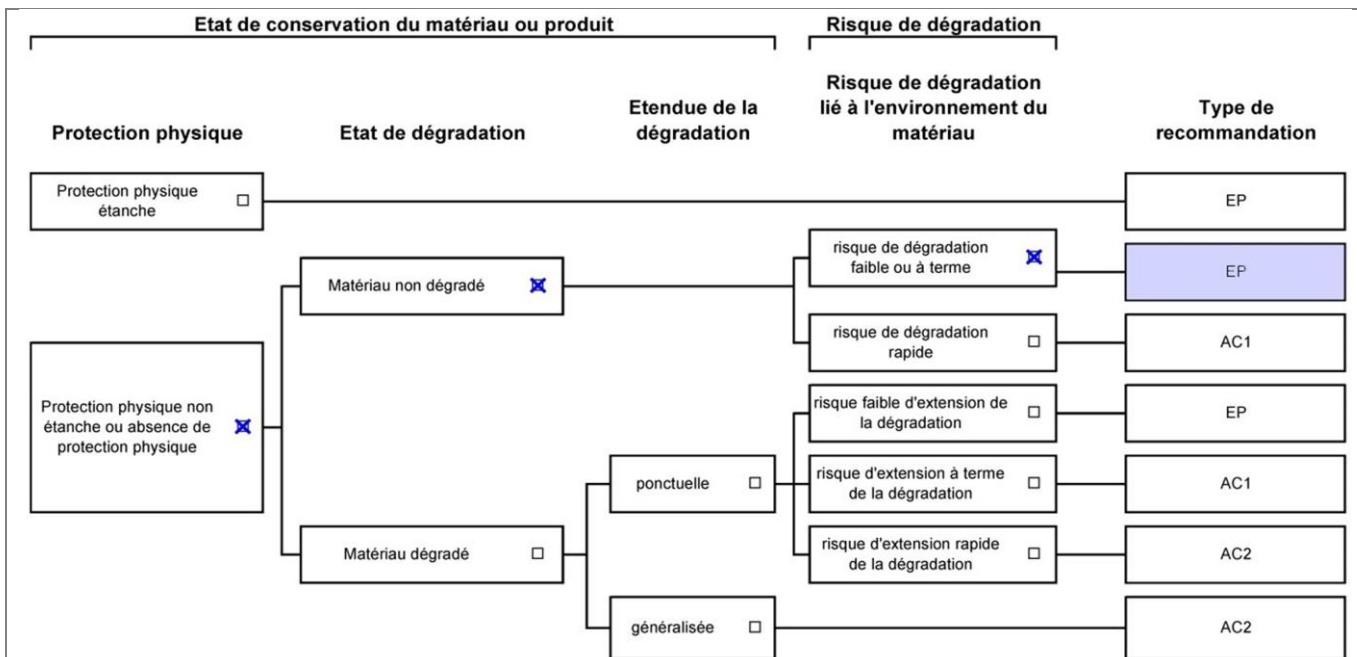 Etat de conservation du matériau ou produit
Risque de dégradation
Protection physique
Etat de dégradation
Etendue de la
dégradation
Risque de dégradation
lié à l'environnement du
matériau
Type de
recommandation
Protection physique
étanche
EP
risque de dégradation
faible ou à terme
EP
Matériau non dégradé
risque de dégradation
rapide
AC1
Protection physique non
étanche ou absence de
protection physique
risque faible d'extension de
la dégradation
EP
ponctuelle
risque d'extension à terme
de la dégradation
AC1
Matériau dégradé
risque d'extension rapide
de la dégradation
AC2
généralisée
AC2